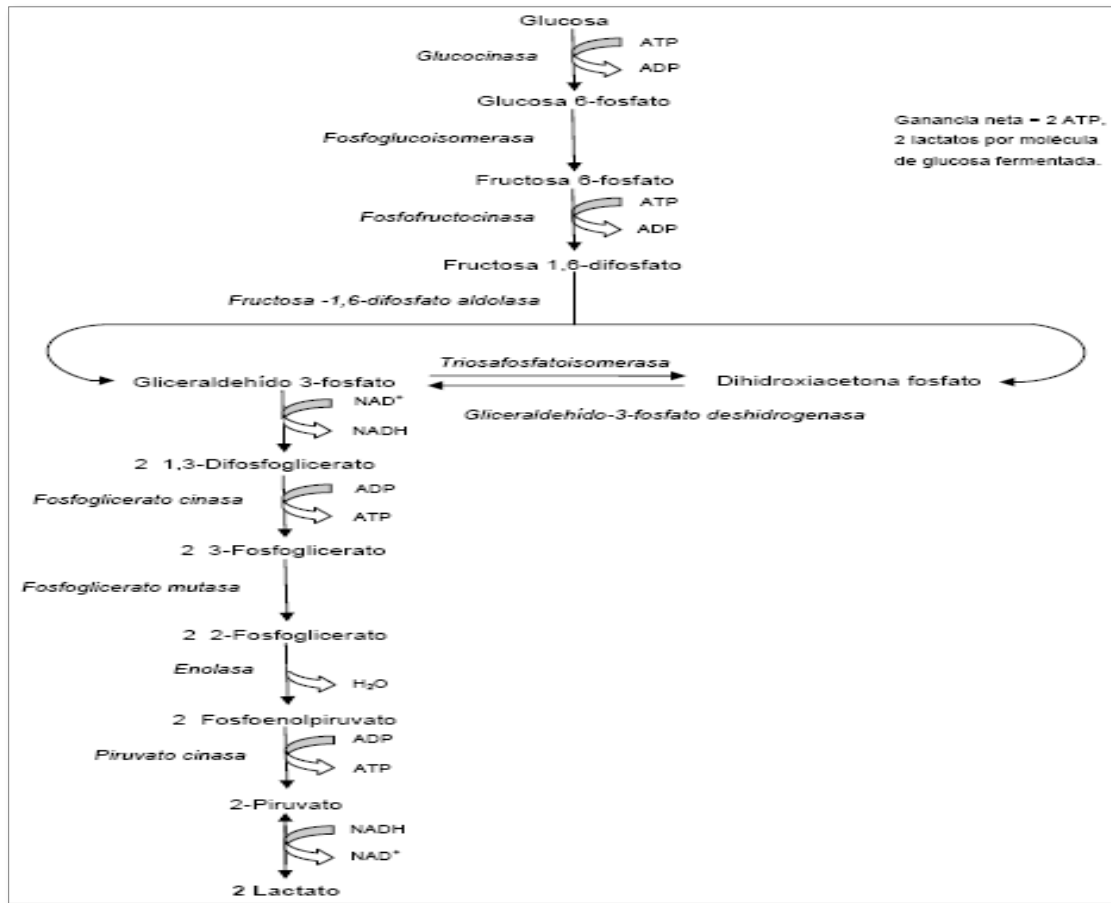 Glucosa
ATP
Glucocinasa
ADP
Glucosa 6-fosfato
Ganancia neta = 2 ATP,
2 lactatos por molécula
de glucosa fermentada.
Fosfoglucoisomerasa
Fructosa 6-fosfato
ATP
Fosfofructocinasa
ADP
Fructosa 1,6-difosfato
Fructosa -1,6-difosfato aldolasa
Triosafosfatoisomerasa
Gliceraldehído 3-fosfato
Dihidroxiacetona fosfato
NAD+
Gliceraldehído-3-fosfato deshidrogenasa
NADH
2 1,3-Difosfoglicerato
ADP
Fosfoglicerato cinasa
ATP
2 3-Fosfoglicerato
Fosfoglicerato mutasa
2 2-Fosfoglicerato
Enolasa
H₂O
2 Fosfoenolpiruvato
ADP
Piruvato cinasa
ATP
2-Piruvato
NADH
NAD+
2 Lactato